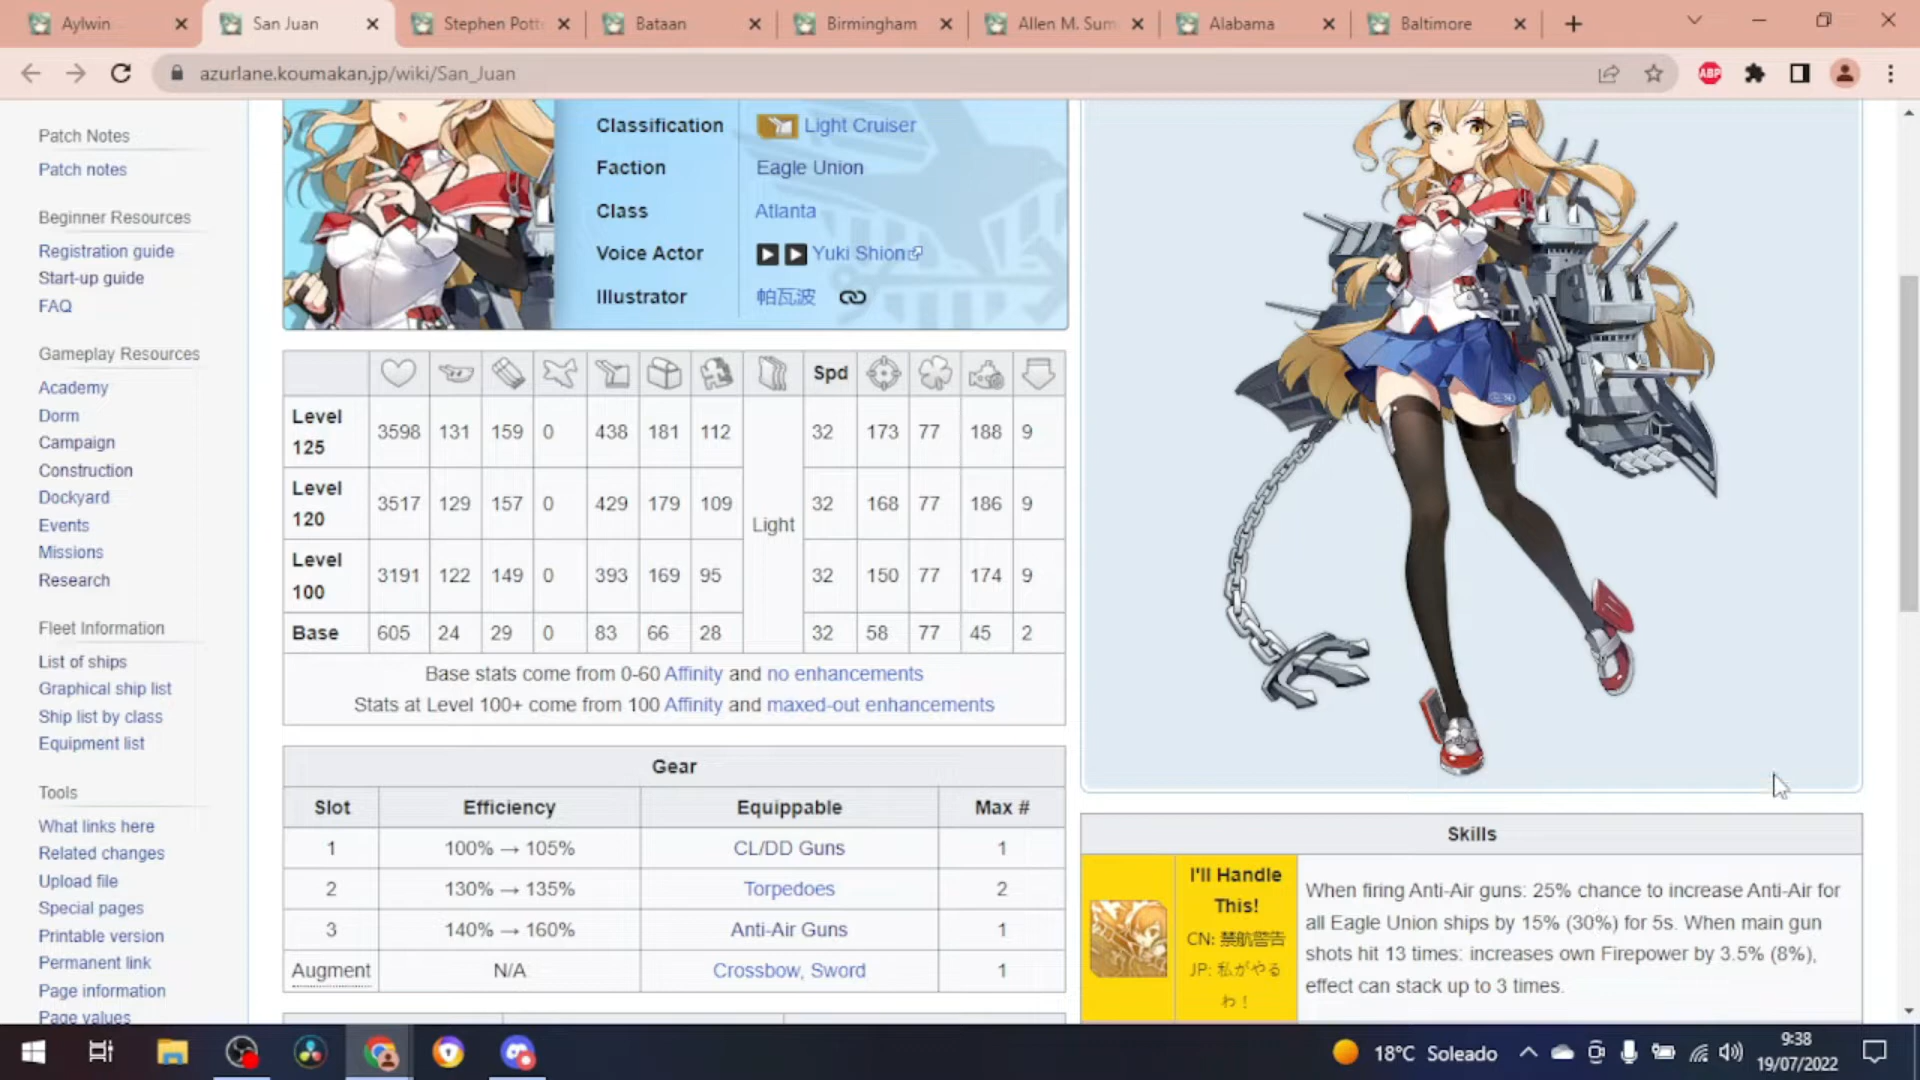 Aylwin
San Juan
Stephen Pott
Bataan
Birmingham
Allen M. Sum
Alabama
Baltimore
azurlane.koumakan.jp/wiki/San_Juan
ABP
Patch Notes
Patch notes
Beginner Resources
Registration guide
Start-up guide
FAQ
Gameplay Resources
Academy
Dorm
Campaign
Construction
Dockyard
Events
Missions
Research
Fleet Information
List of ships
Graphical ship list
Ship list by class
Equipment list
Tools
What links here
Related changes
Upload file
Special pages
Printable version
Permanent link
Page information
Page values
Classification Light Cruiser
Faction Eagle Union
Class Atlanta
Voice Actor Yuki Shion
Illustrator 帕瓦波
Spd
Level 125 3598 131 159 0 438 181 112 Light 32 173 77 188 9
Level 120 3517 129 157 0 429 179 109 32 168 77 186 9
Level 100 3191 122 149 0 393 169 95 32 150 77 174 9
Base 605 24 29 0 83 66 28 32 58 77 45 2
Base stats come from 0-60 Affinity and no enhancements
Stats at Level 100+ come from 100 Affinity and maxed-out enhancements
Gear
Slot Efficiency Equippable Max #
1 100% → 105% CL/DD Guns 1
2 130% → 135% Torpedoes 2
3 140% → 160% Anti-Air Guns 1
Augment N/A Crossbow, Sword 1
Skills
I'll Handle
This!
CN: 禁航警告
JP: 私がやる
わ！
When firing Anti-Air guns: 25% chance to increase Anti-Air for
all Eagle Union ships by 15% (30%) for 5s. When main gun
shots hit 13 times: increases own Firepower by 3.5% (8%),
effect can stack up to 3 times.
18°C Soleado
9:38
19/07/2022